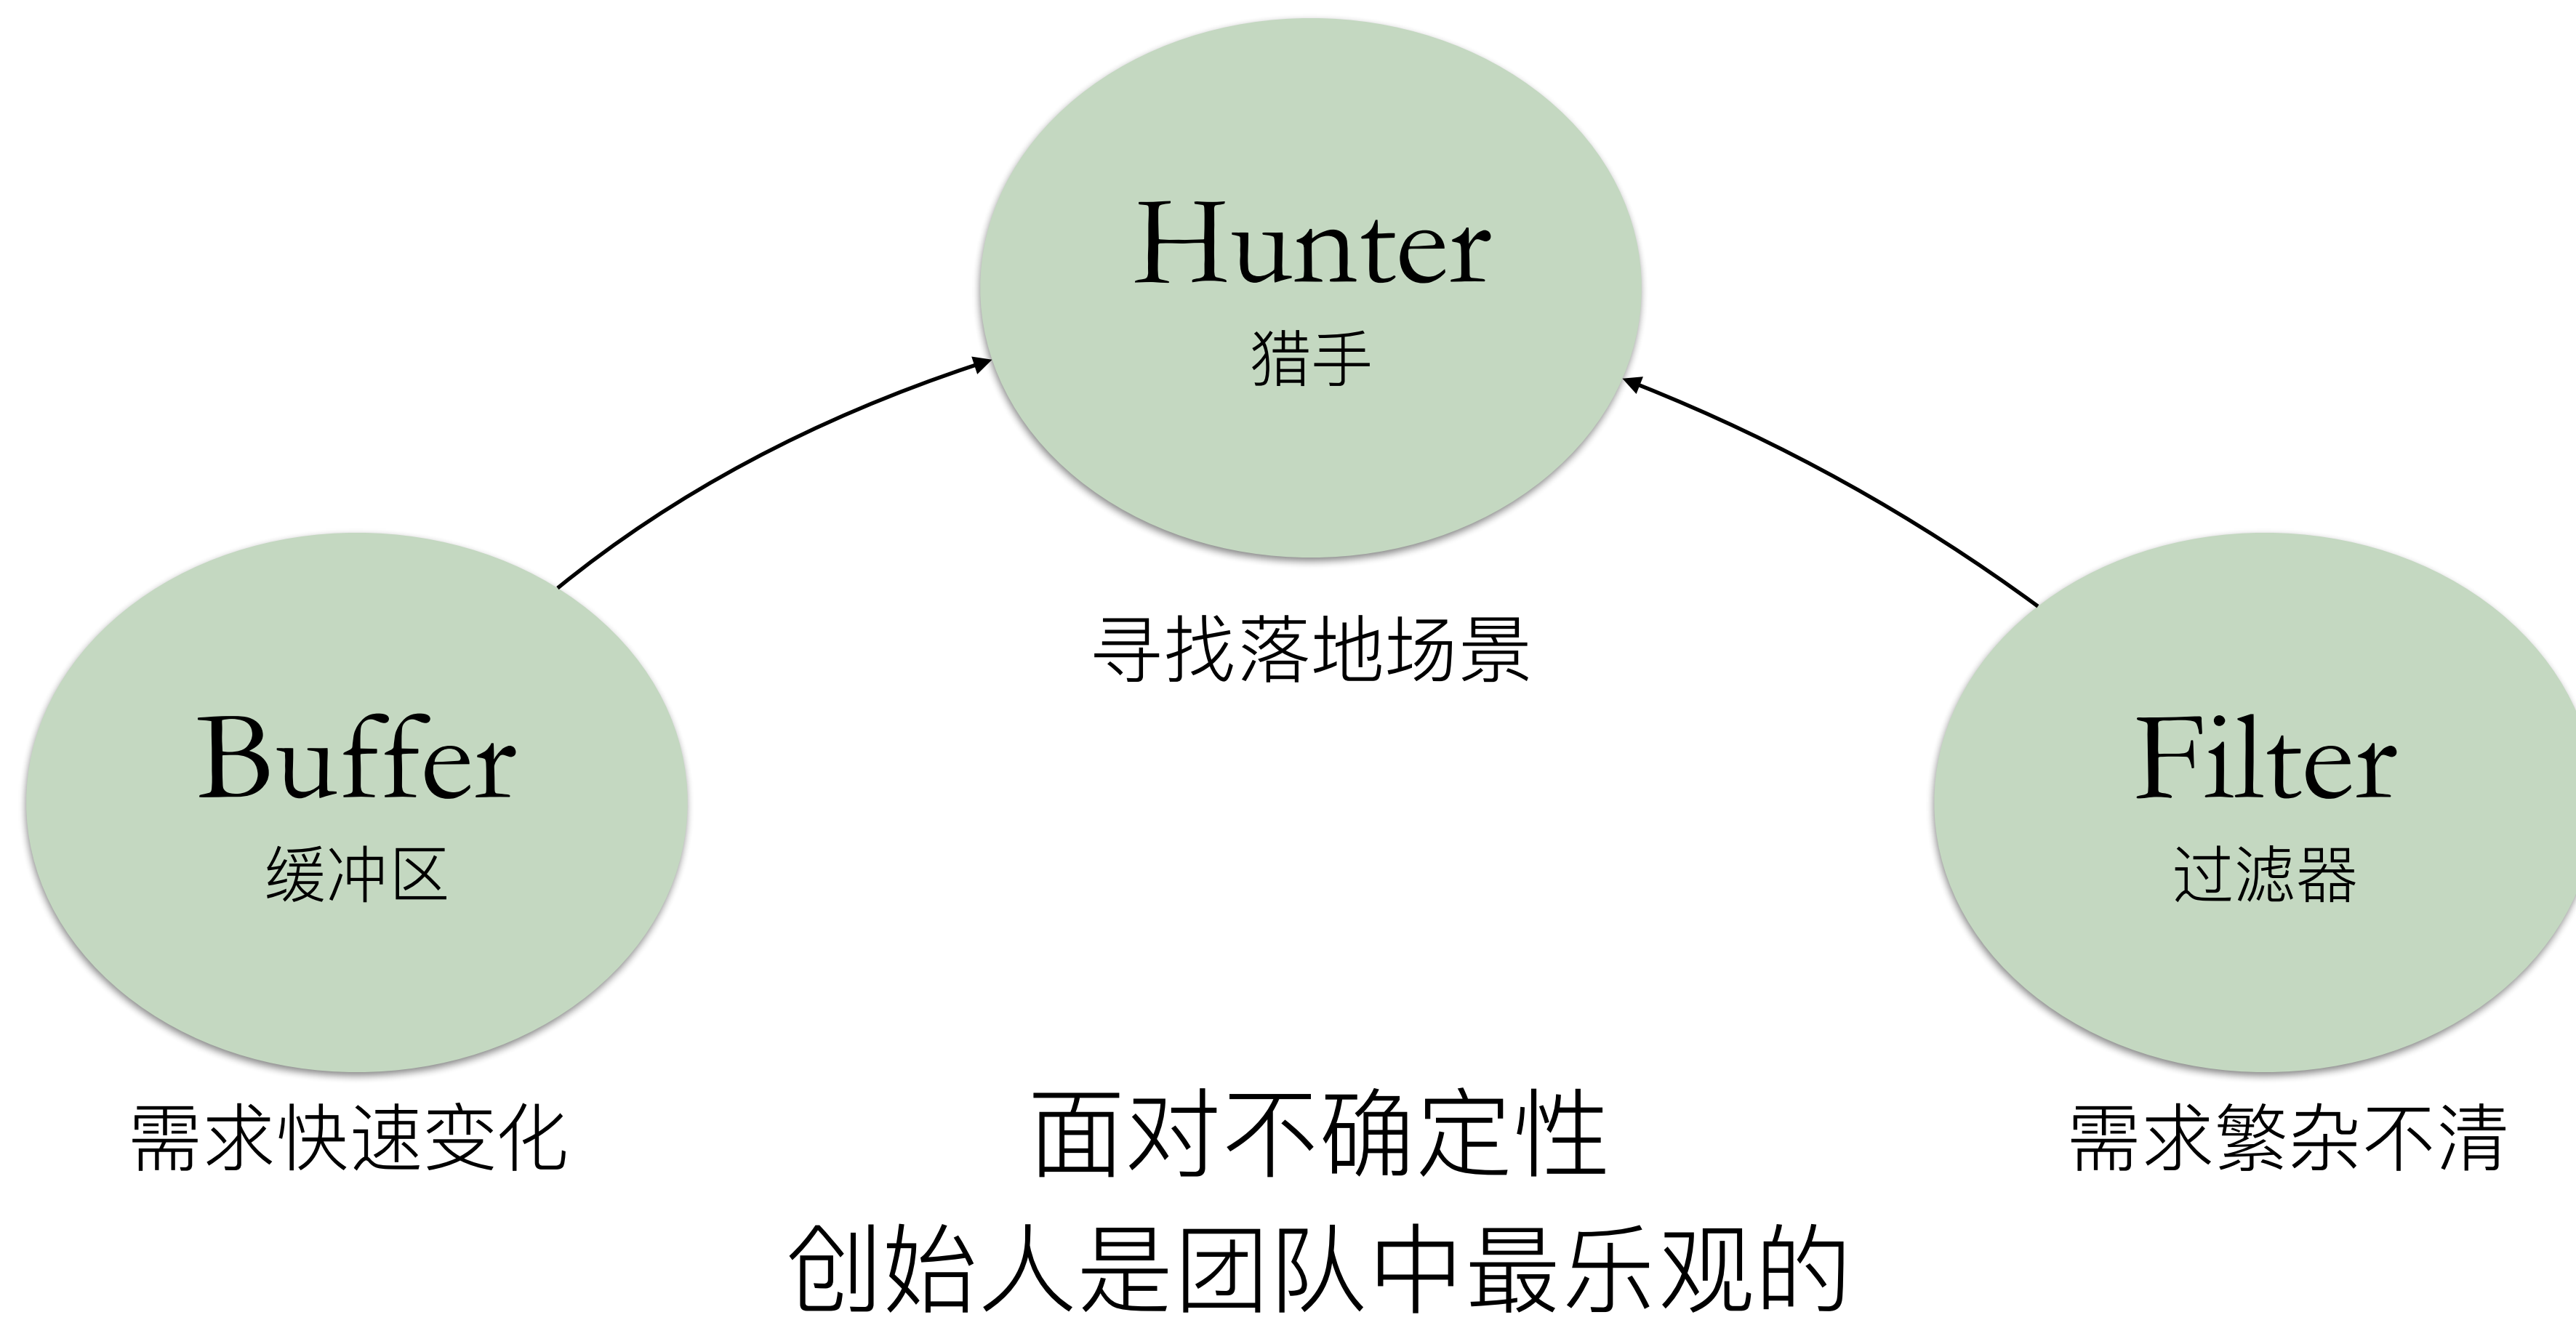 Hunter
猎手
寻找落地场景
Buffer
缓冲区
需求快速变化
Filter
过滤器
需求繁杂不清
面对不确定性
创始人是团队中最乐观的